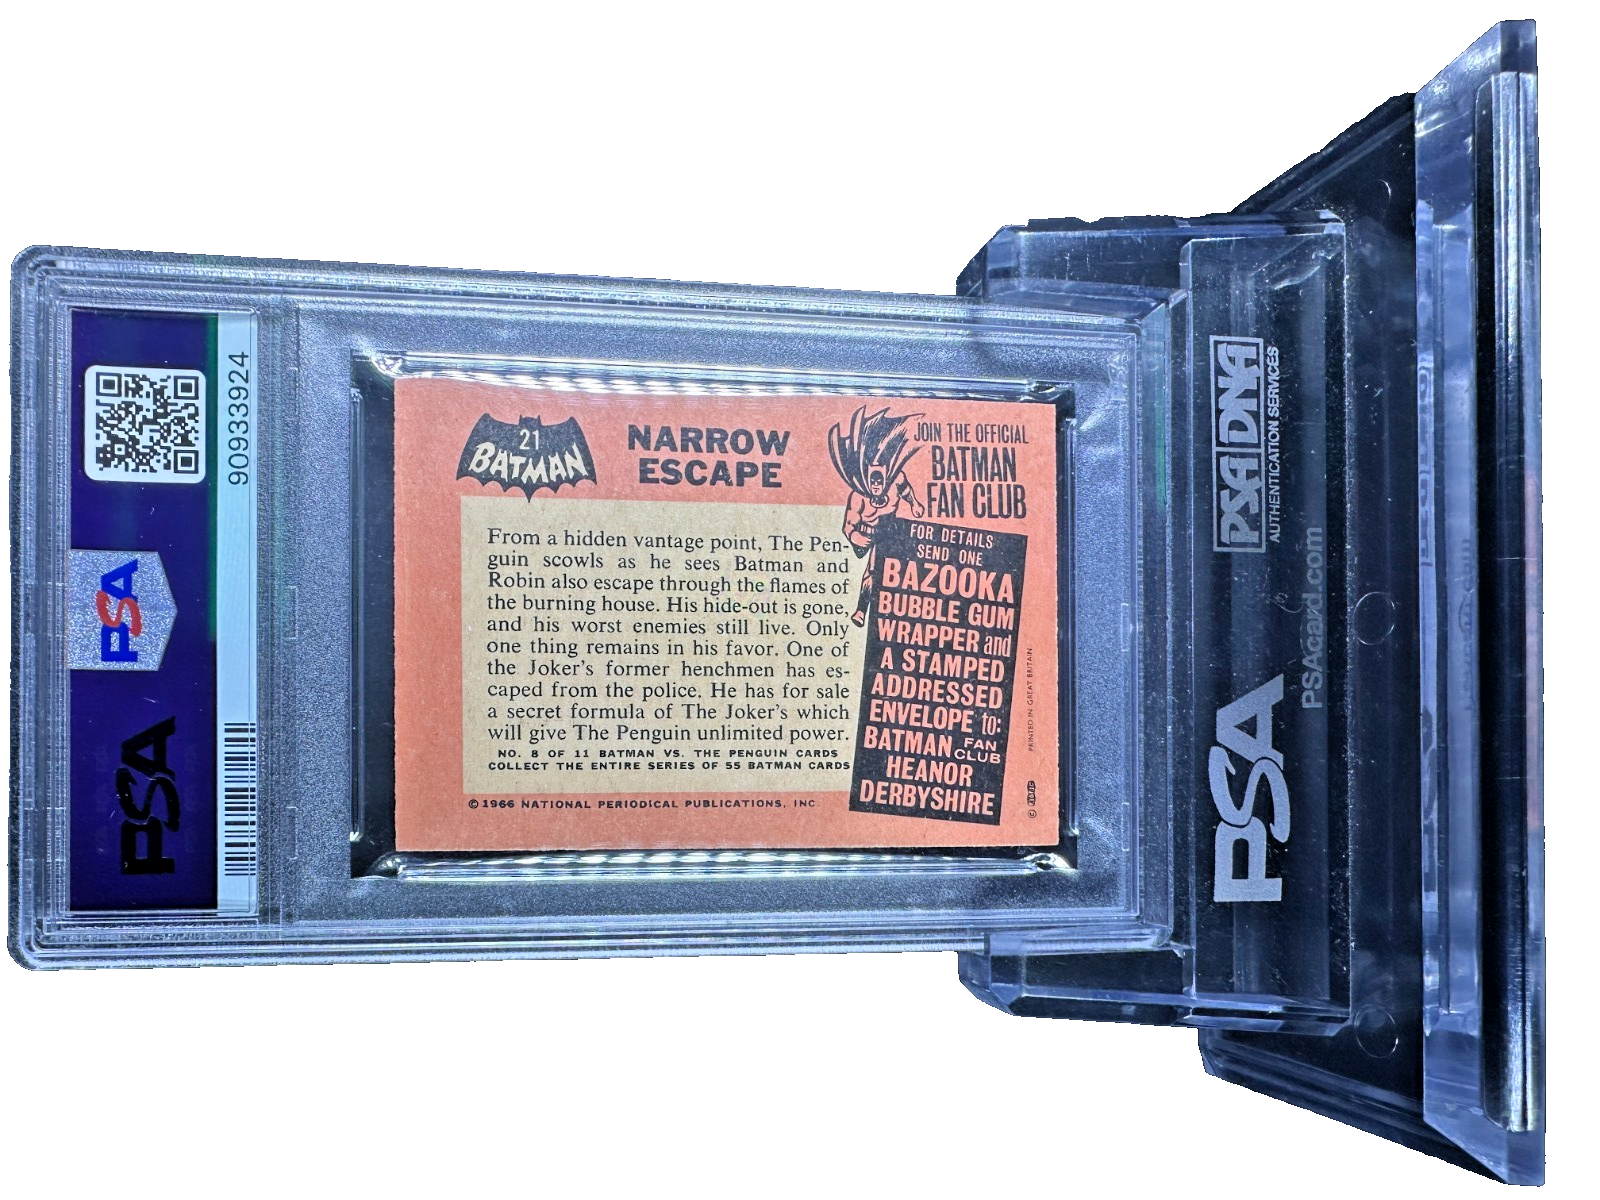 21
BATMAN
NARROW
ESCAPE
From a hidden vantage point, The Pen-
guin scowls as he sees Batman and
Robin also escape through the flames of
the burning house. His hide-out is gone,
and his worst enemies still live. Only
one thing remains in his favor. One of
the Joker's former henchmen has es-
caped from the police. He has for sale
a secret formula of The Joker's which
will give The Penguin unlimited power.
NO. 8 OF 11 BATMAN VS. THE PENGUIN CARDS
COLLECT THE ENTIRE SERIES OF 55 BATMAN CARDS
© 1966 NATIONAL PERIODICAL PUBLICATIONS, INC
JOIN THE OFFICIAL
BATMAN
FAN CLUB
FOR DETAILS
SEND ONE
BAZOOKA
BUBBLE GUM
WRAPPER and
A STAMPED
ADDRESSED
ENVELOPE to:
BATMAN FAN CLUB
HEANOR
DERBYSHIRE
PRINTED IN GREAT BRITAIN
©
PSA
PSA
90933924
PSA
PSA DNA
AUTHENTICATION SERVICES
PSAcard.com